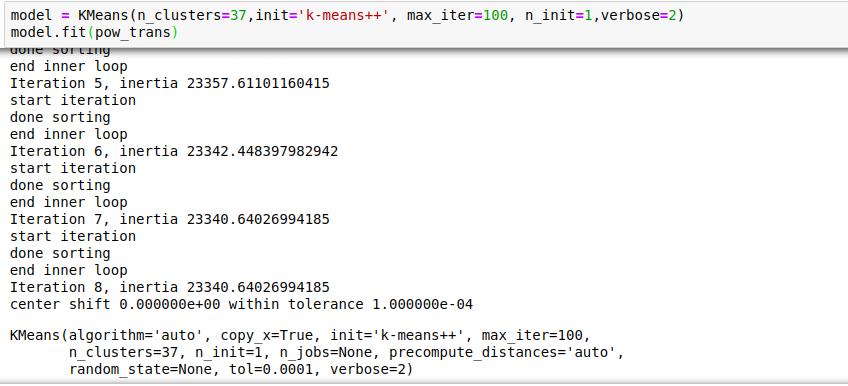 model = KMeans(n_clusters=37,init='k-means++', max_iter=100, n_init=1,verbose=2)
model.fit(pow_trans)
done sorting
end inner loop
Iteration 5, inertia 23357.61101160415
start iteration
done sorting
end inner loop
Iteration 6, inertia 23342.448397982942
start iteration
done sorting
end inner loop
Iteration 7, inertia 23340.64026994185
start iteration
done sorting
end inner loop
Iteration 8, inertia 23340.64026994185
center shift 0.000000e+00 within tolerance 1.000000e-04
KMeans(algorithm='auto', copy_x=True, init='k-means++', max_iter=100,
n_clusters=37, n_init=1, n_jobs=None, precompute_distances='auto',
random_state=None, tol=0.0001, verbose=2)